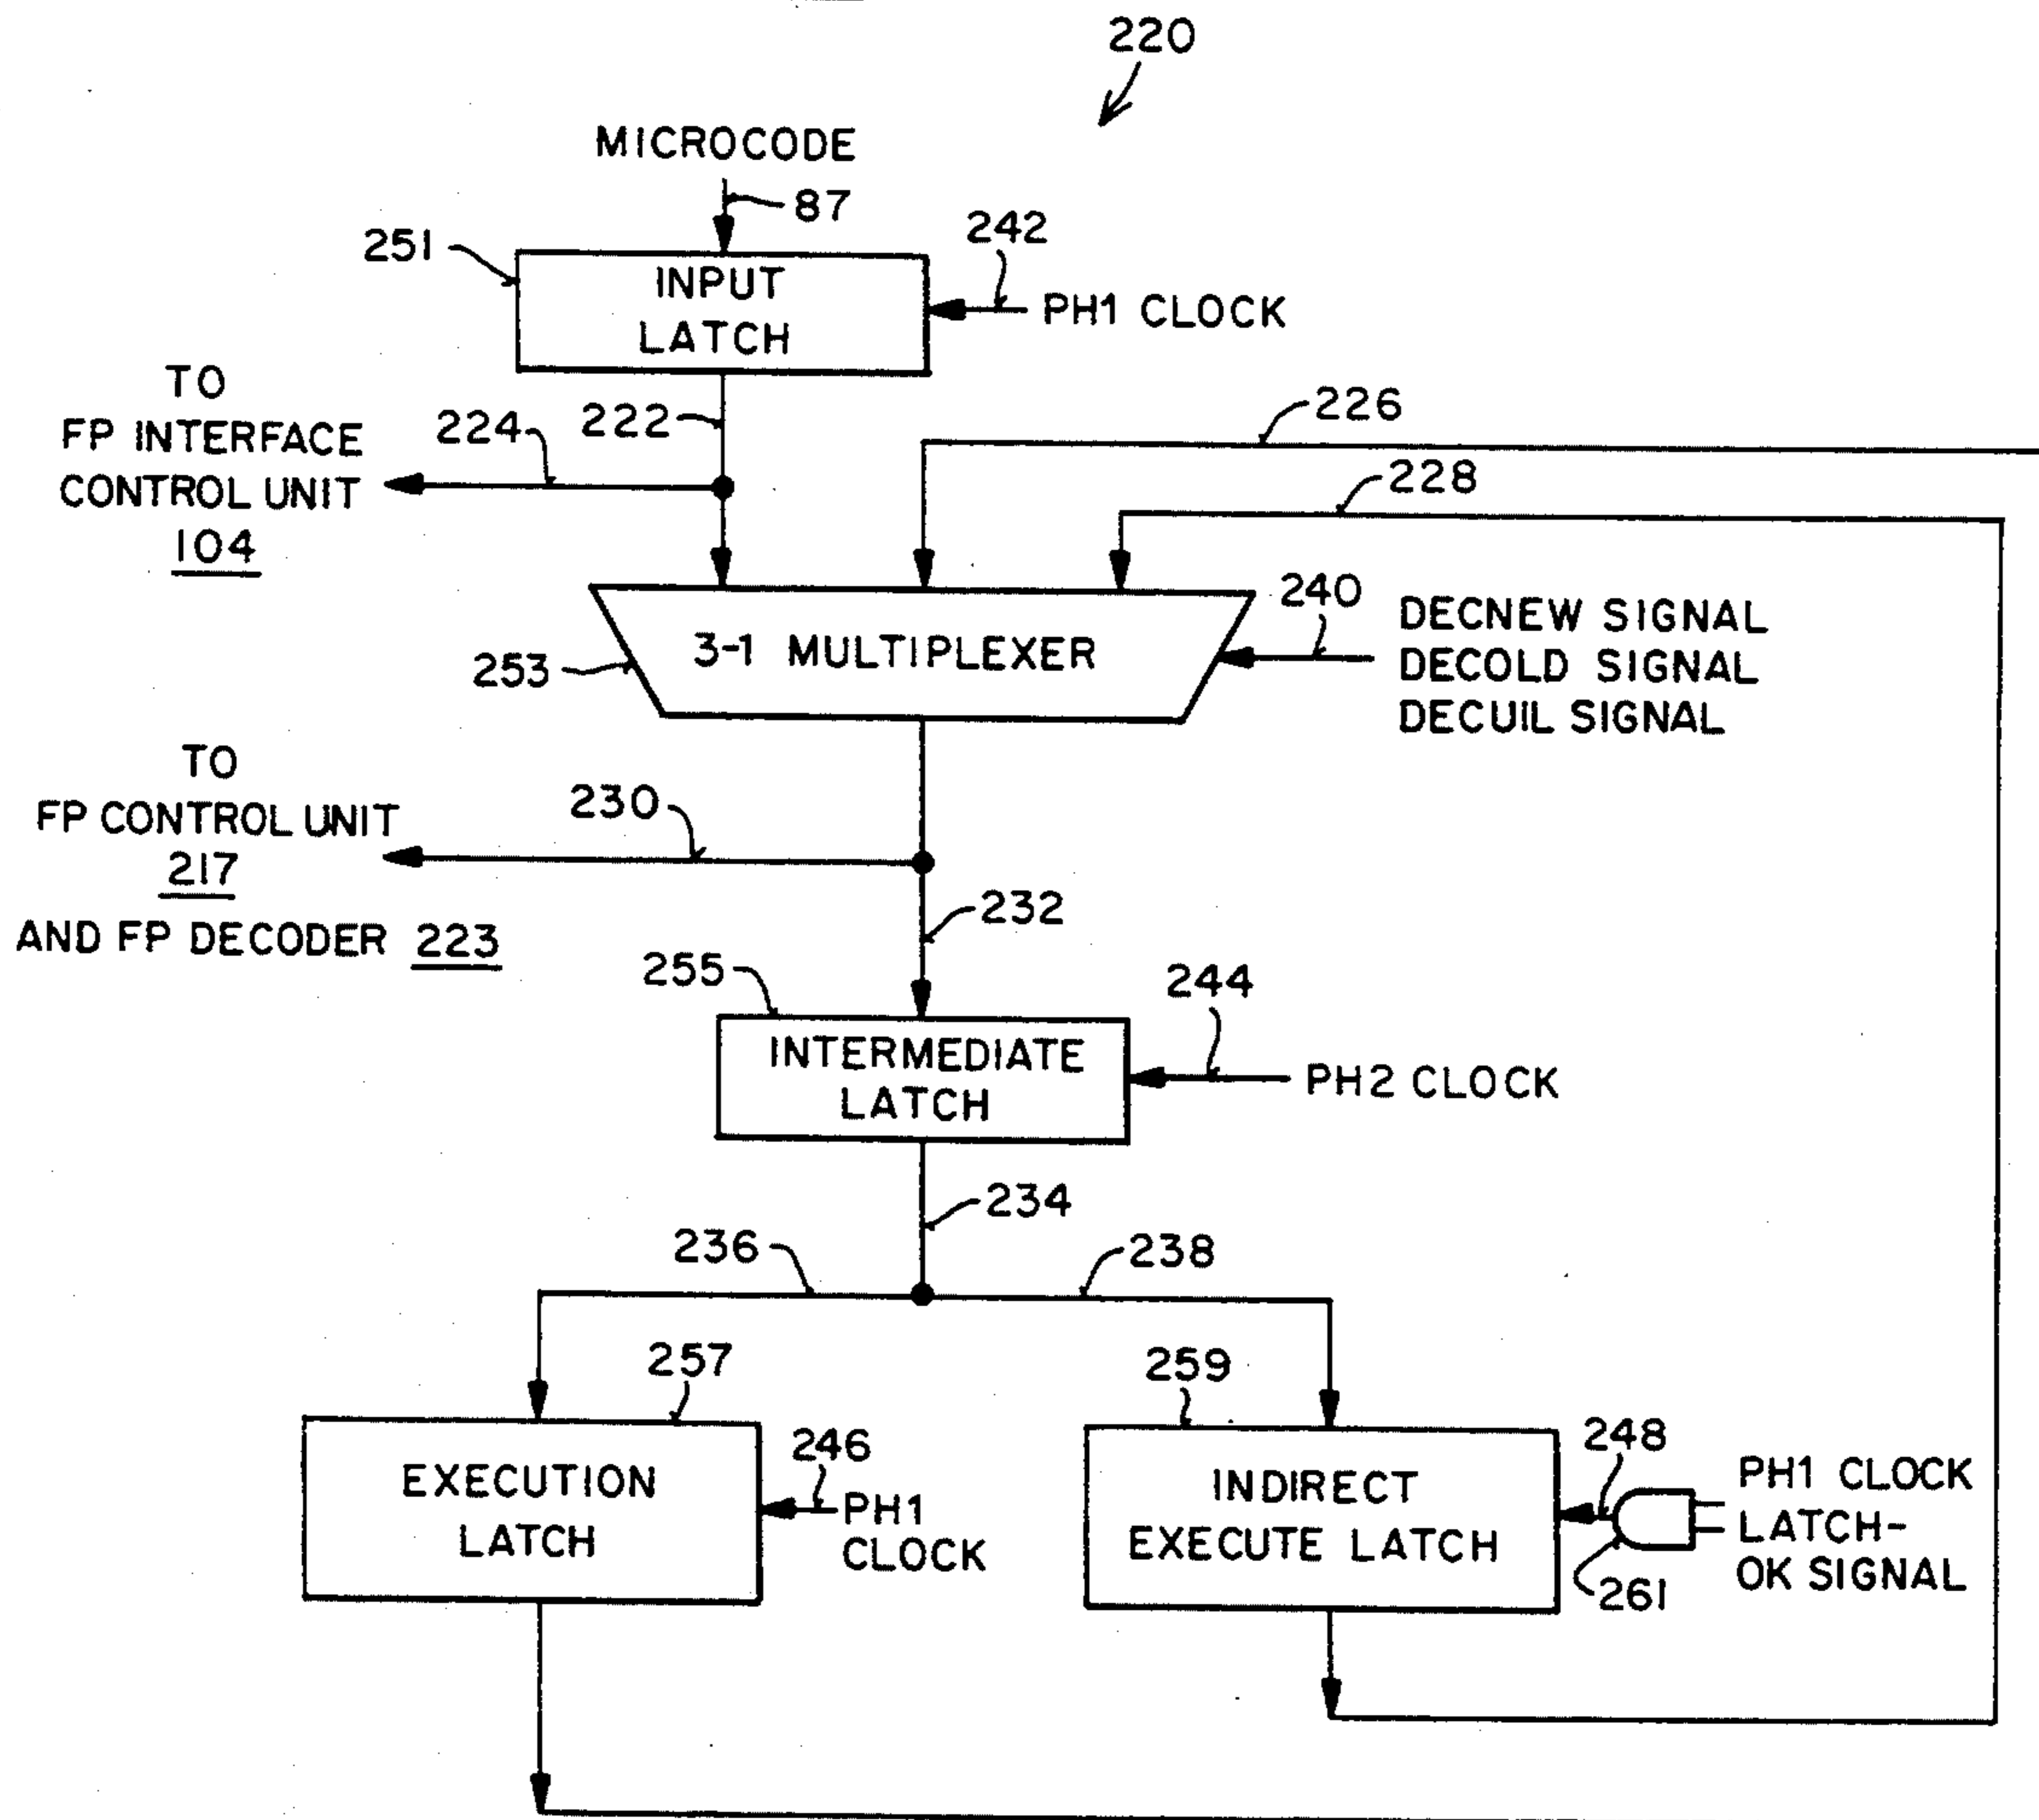 220
MICROCODE
87
251
INPUT
LATCH
242
PH1 CLOCK
TO
FP INTERFACE
CONTROL UNIT
104
224
222
226
228
253
3-1 MULTIPLEXER
240
DECNEW SIGNAL
DECOLD SIGNAL
DECUIL SIGNAL
TO
FP CONTROL UNIT
217
AND FP DECODER 223
230
232
255
INTERMEDIATE
LATCH
244
PH2 CLOCK
234
236
238
257
EXECUTION
LATCH
246
PH1
CLOCK
259
INDIRECT
EXECUTE LATCH
248
261
PH1 CLOCK
LATCH-
OK SIGNAL